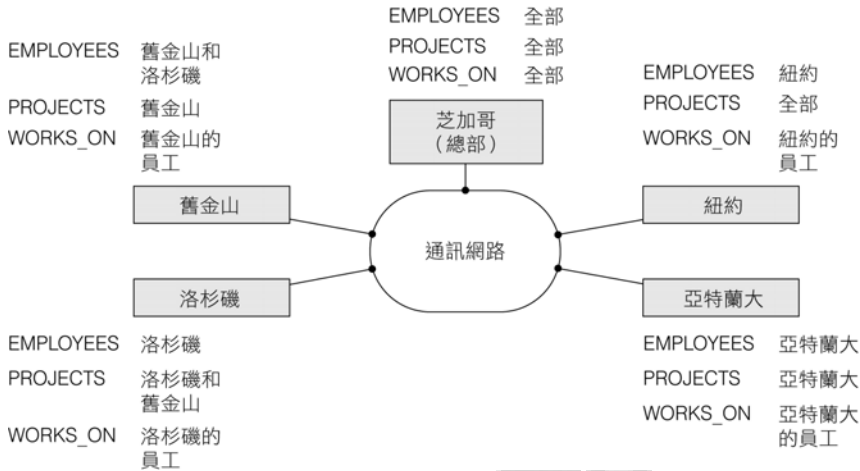 EMPLOYEES 全部
PROJECTS 全部
WORKS_ON 全部
芝加哥
（總部）
EMPLOYEES 舊金山和
洛杉磯
PROJECTS 舊金山
WORKS_ON 舊金山的
員工
舊金山
EMPLOYEES 紐約
PROJECTS 全部
WORKS_ON 紐約的
員工
紐約
通訊網路
洛杉磯
EMPLOYEES 洛杉磯
PROJECTS 洛杉磯和
舊金山
WORKS_ON 洛杉磯的
員工
亞特蘭大
EMPLOYEES 亞特蘭大
PROJECTS 亞特蘭大
WORKS_ON 亞特蘭大
的員工